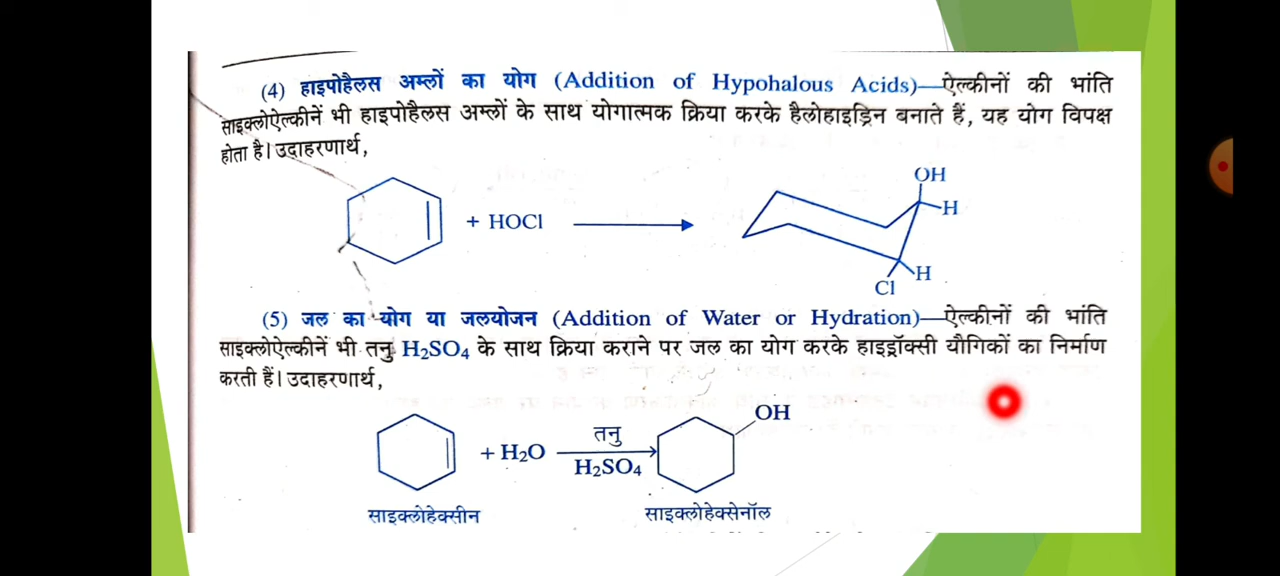 (4) हाइपोहैलस अम्लों का योग (Addition of Hypohalous Acids)—ऐल्कीनों की भांति
साइक्लोऐल्कीनें भी हाइपोहैलस अम्लों के साथ योगात्मक क्रिया करके हैलोहाइड्रिन बनाते हैं, यह योग विपक्ष
होता है। उदाहरणार्थ,
OH
H
+ HOCl
H
Cl
(5) जल का योग या जलयोजन (Addition of Water or Hydration)—ऐल्कीनों की भांति
साइक्लोऐल्कीनें भी तनु H₂SO₄ के साथ क्रिया कराने पर जल का योग करके हाइड्रॉक्सी यौगिकों का निर्माण
करती हैं। उदाहरणार्थ,
OH
+ H₂O तनु
H₂SO₄
साइक्लोहेक्सीन साइक्लोहेक्सेनॉल